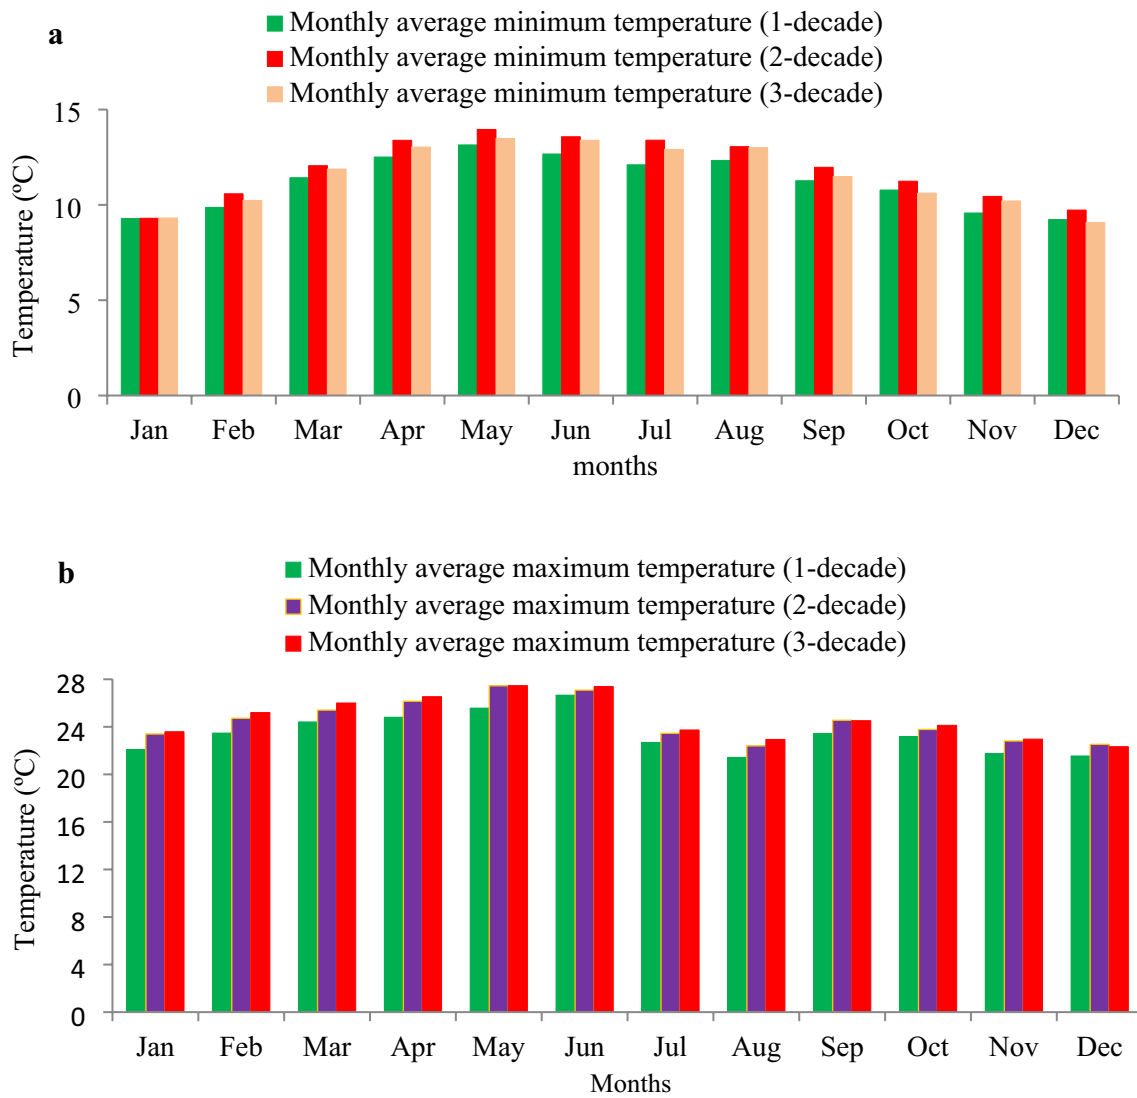 a
Monthly average minimum temperature (1-decade)
Monthly average minimum temperature (2-decade)
Monthly average minimum temperature (3-decade)
Temperature (ºC)
15
10
5
0
Jan Feb Mar Apr May Jun Jul Aug Sep Oct Nov Dec
months
b
Monthly average maximum temperature (1-decade)
Monthly average maximum temperature (2-decade)
Monthly average maximum temperature (3-decade)
Temperature (ºC)
28
24
20
16
12
8
4
0
Jan Feb Mar Apr May Jun Jul Aug Sep Oct Nov Dec
Months